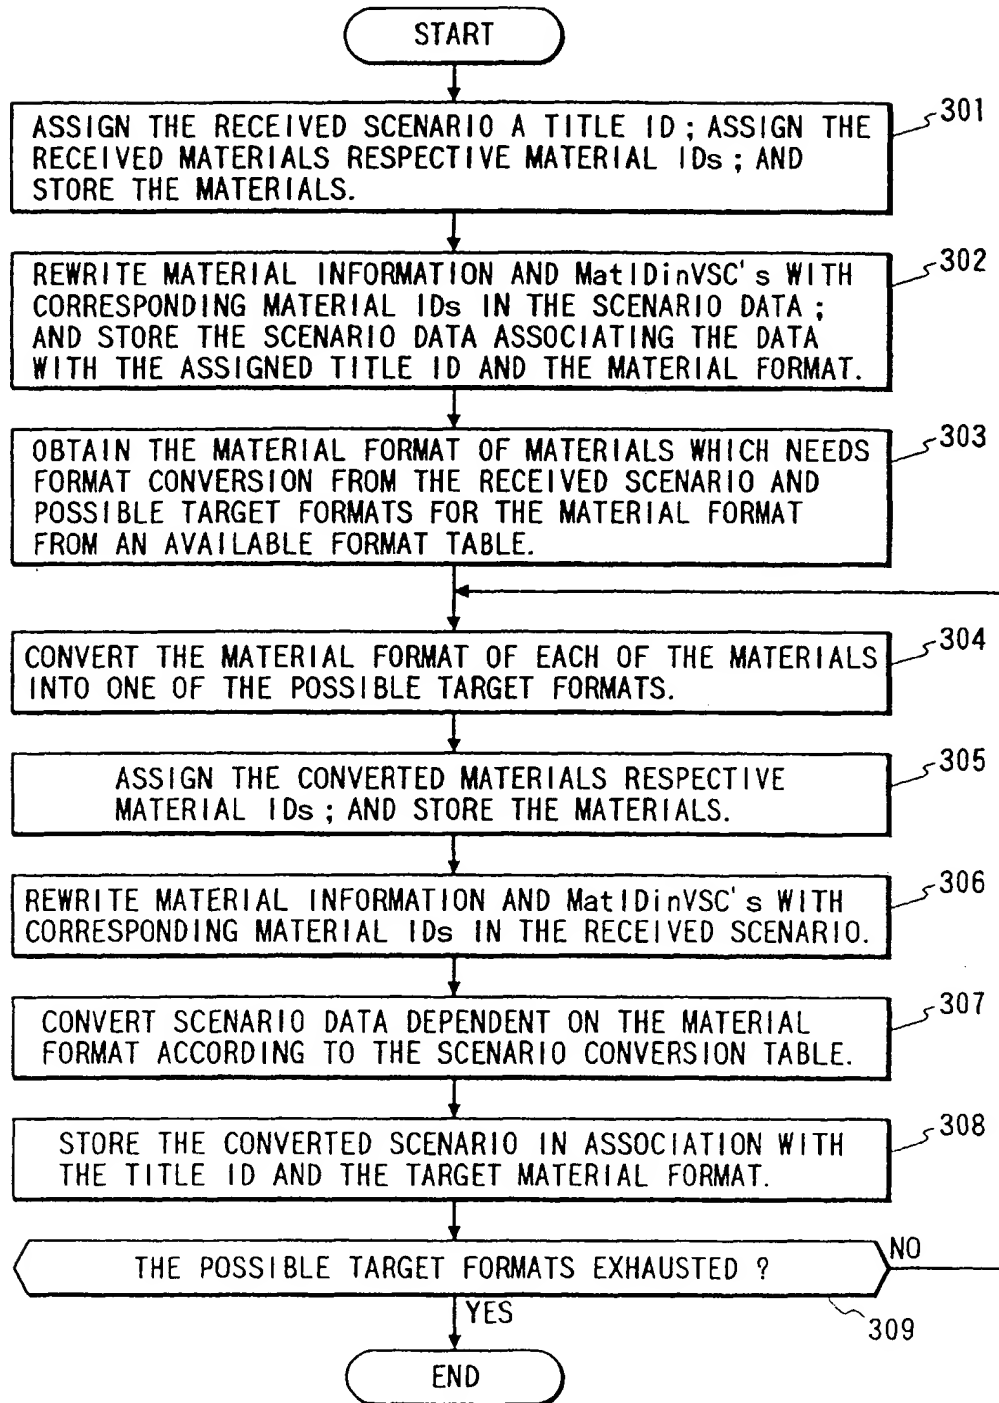 START
301
ASSIGN THE RECEIVED SCENARIO A TITLE ID; ASSIGN THE
RECEIVED MATERIALS RESPECTIVE MATERIAL IDs; AND
STORE THE MATERIALS.
302
REWRITE MATERIAL INFORMATION AND MatIDinVSC's WITH
CORRESPONDING MATERIAL IDs IN THE SCENARIO DATA;
AND STORE THE SCENARIO DATA ASSOCIATING THE DATA
WITH THE ASSIGNED TITLE ID AND THE MATERIAL FORMAT.
303
OBTAIN THE MATERIAL FORMAT OF MATERIALS WHICH NEEDS
FORMAT CONVERSION FROM THE RECEIVED SCENARIO AND
POSSIBLE TARGET FORMATS FOR THE MATERIAL FORMAT
FROM AN AVAILABLE FORMAT TABLE.
304
CONVERT THE MATERIAL FORMAT OF EACH OF THE MATERIALS
INTO ONE OF THE POSSIBLE TARGET FORMATS.
305
ASSIGN THE CONVERTED MATERIALS RESPECTIVE
MATERIAL IDs; AND STORE THE MATERIALS.
306
REWRITE MATERIAL INFORMATION AND MatIDinVSC's WITH
CORRESPONDING MATERIAL IDs IN THE RECEIVED SCENARIO.
307
CONVERT SCENARIO DATA DEPENDENT ON THE MATERIAL
FORMAT ACCORDING TO THE SCENARIO CONVERSION TABLE.
308
STORE THE CONVERTED SCENARIO IN ASSOCIATION WITH
THE TITLE ID AND THE TARGET MATERIAL FORMAT.
THE POSSIBLE TARGET FORMATS EXHAUSTED ?
NO
YES
309
END